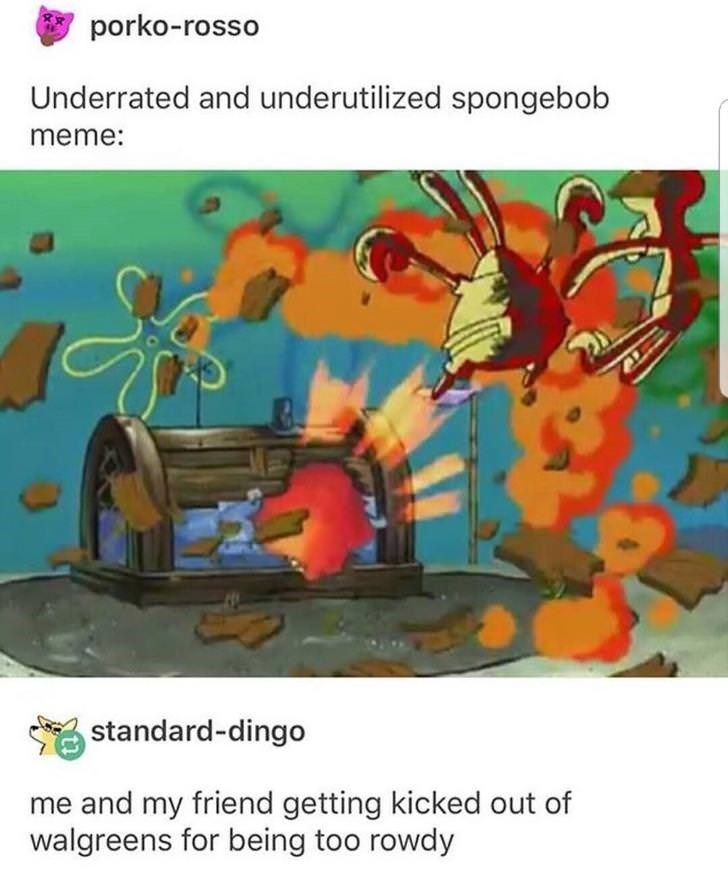 porko-rosso
Underrated and underutilized spongebob
meme:
standard-dingo
me and my friend getting kicked out of
walgreens for being too rowdy